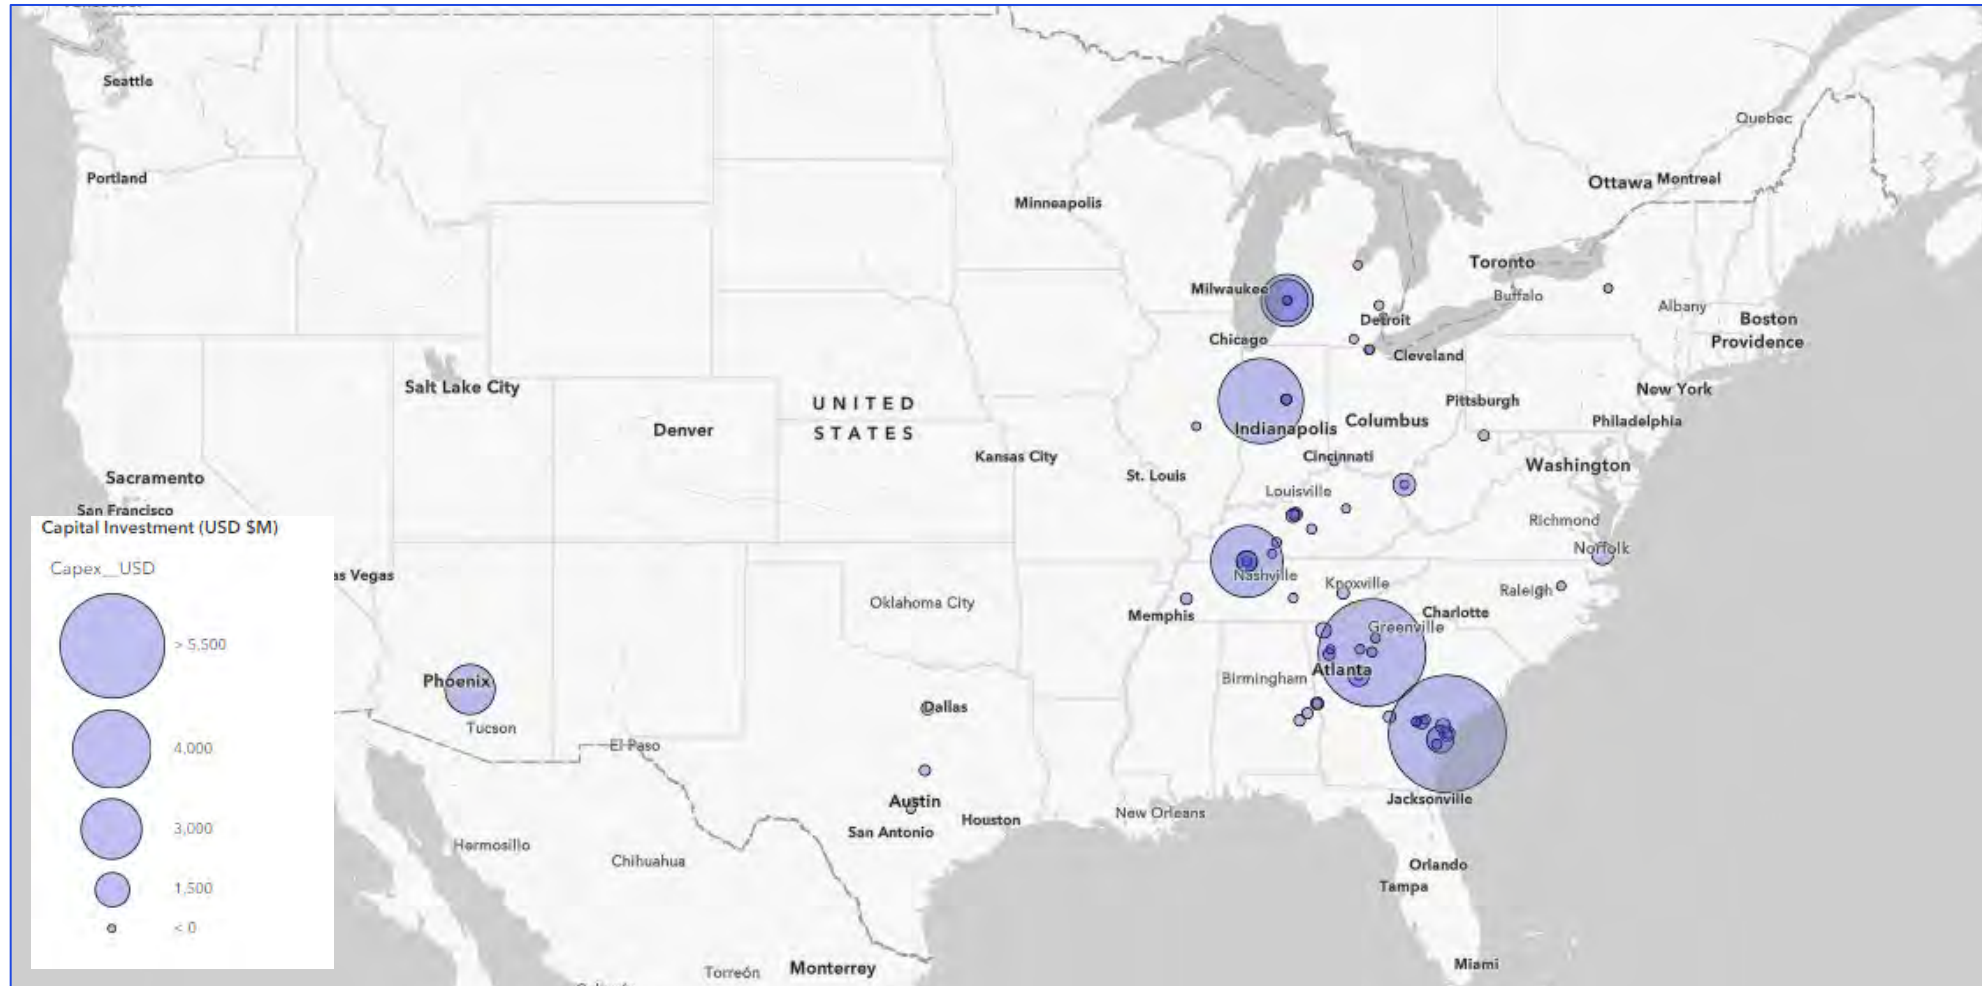 Seattle
Quebec
Portland
Ottawa
Montreal
Minneapolis
Toronto
Milwaukee
Buffalo
Albany
Detroit
Boston
Chicago
Providence
Cleveland
Salt Lake City
New York
UNITED
STATES
Pittsburgh
Columbus
Philadelphia
Denver
Indianapolis
Kansas City
Cincinnati
Washington
Sacramento
St. Louis
Louisville
San Francisco
Richmond
Capital Investment (USD $M)
Norfolk
Capex__USD
as Vegas
Nashville
Knoxville
Raleigh
Oklahoma City
Memphis
Charlotte
Greenville
> 5,500
Atlanta
Birmingham
Phoenix
Dallas
Tucson
El Paso
4,000
Austin
Jacksonville
New Orleans
Houston
3,000
San Antonio
Hermosillo
Chihuahua
Orlando
Tampa
1,500
< 0
Miami
Monterrey
Torreón